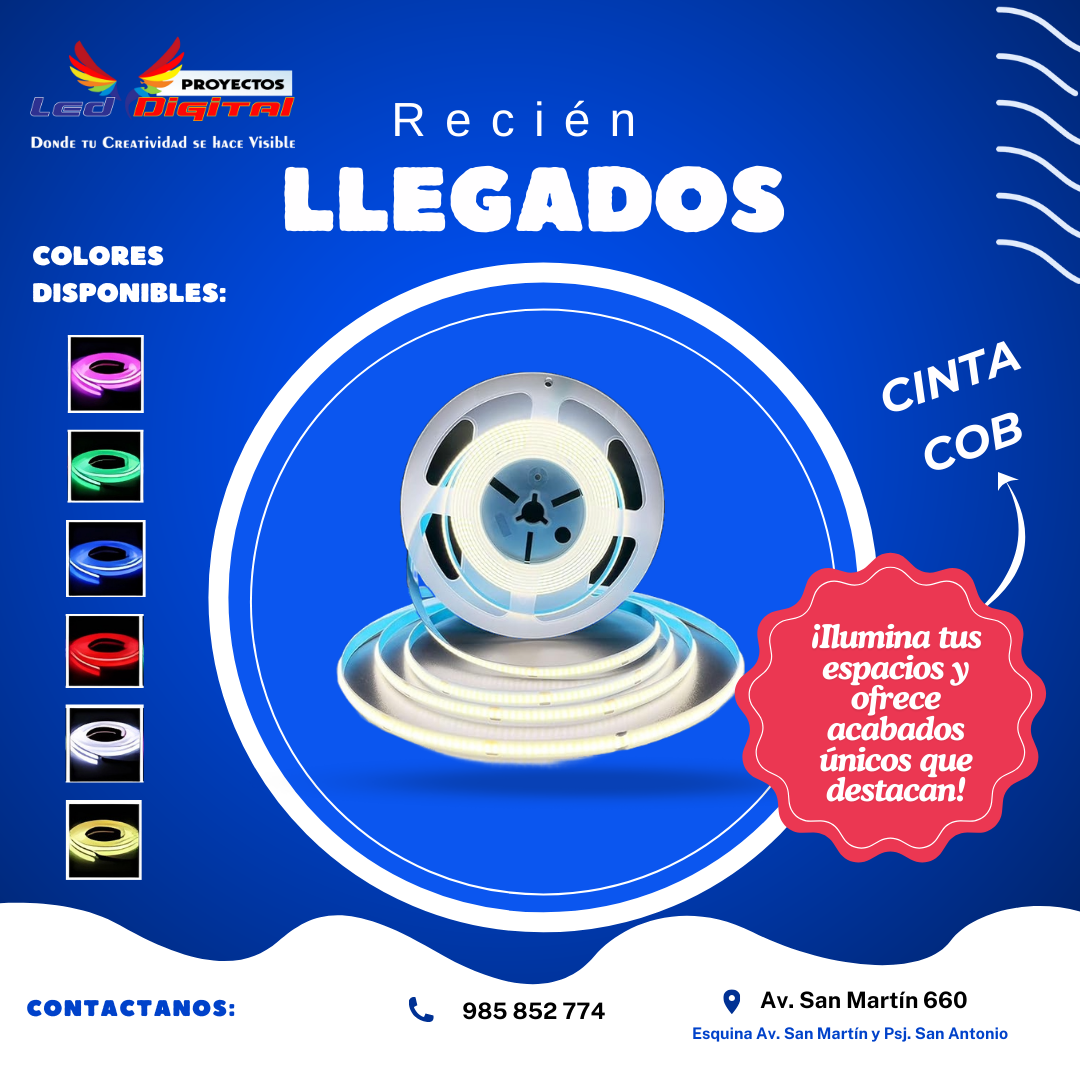 PROYECTOS
Led Digital
Donde tu Creatividad se hace Visible
Recién
LLEGADOS
COLORES
DISPONIBLES:
CINTA
COB
¡Ilumina tus
espacios y
ofrece
acabados
únicos que
destacan!
CONTACTANOS:
985 852 774
Av. San Martín 660
Esquina Av. San Martín y Psj. San Antonio